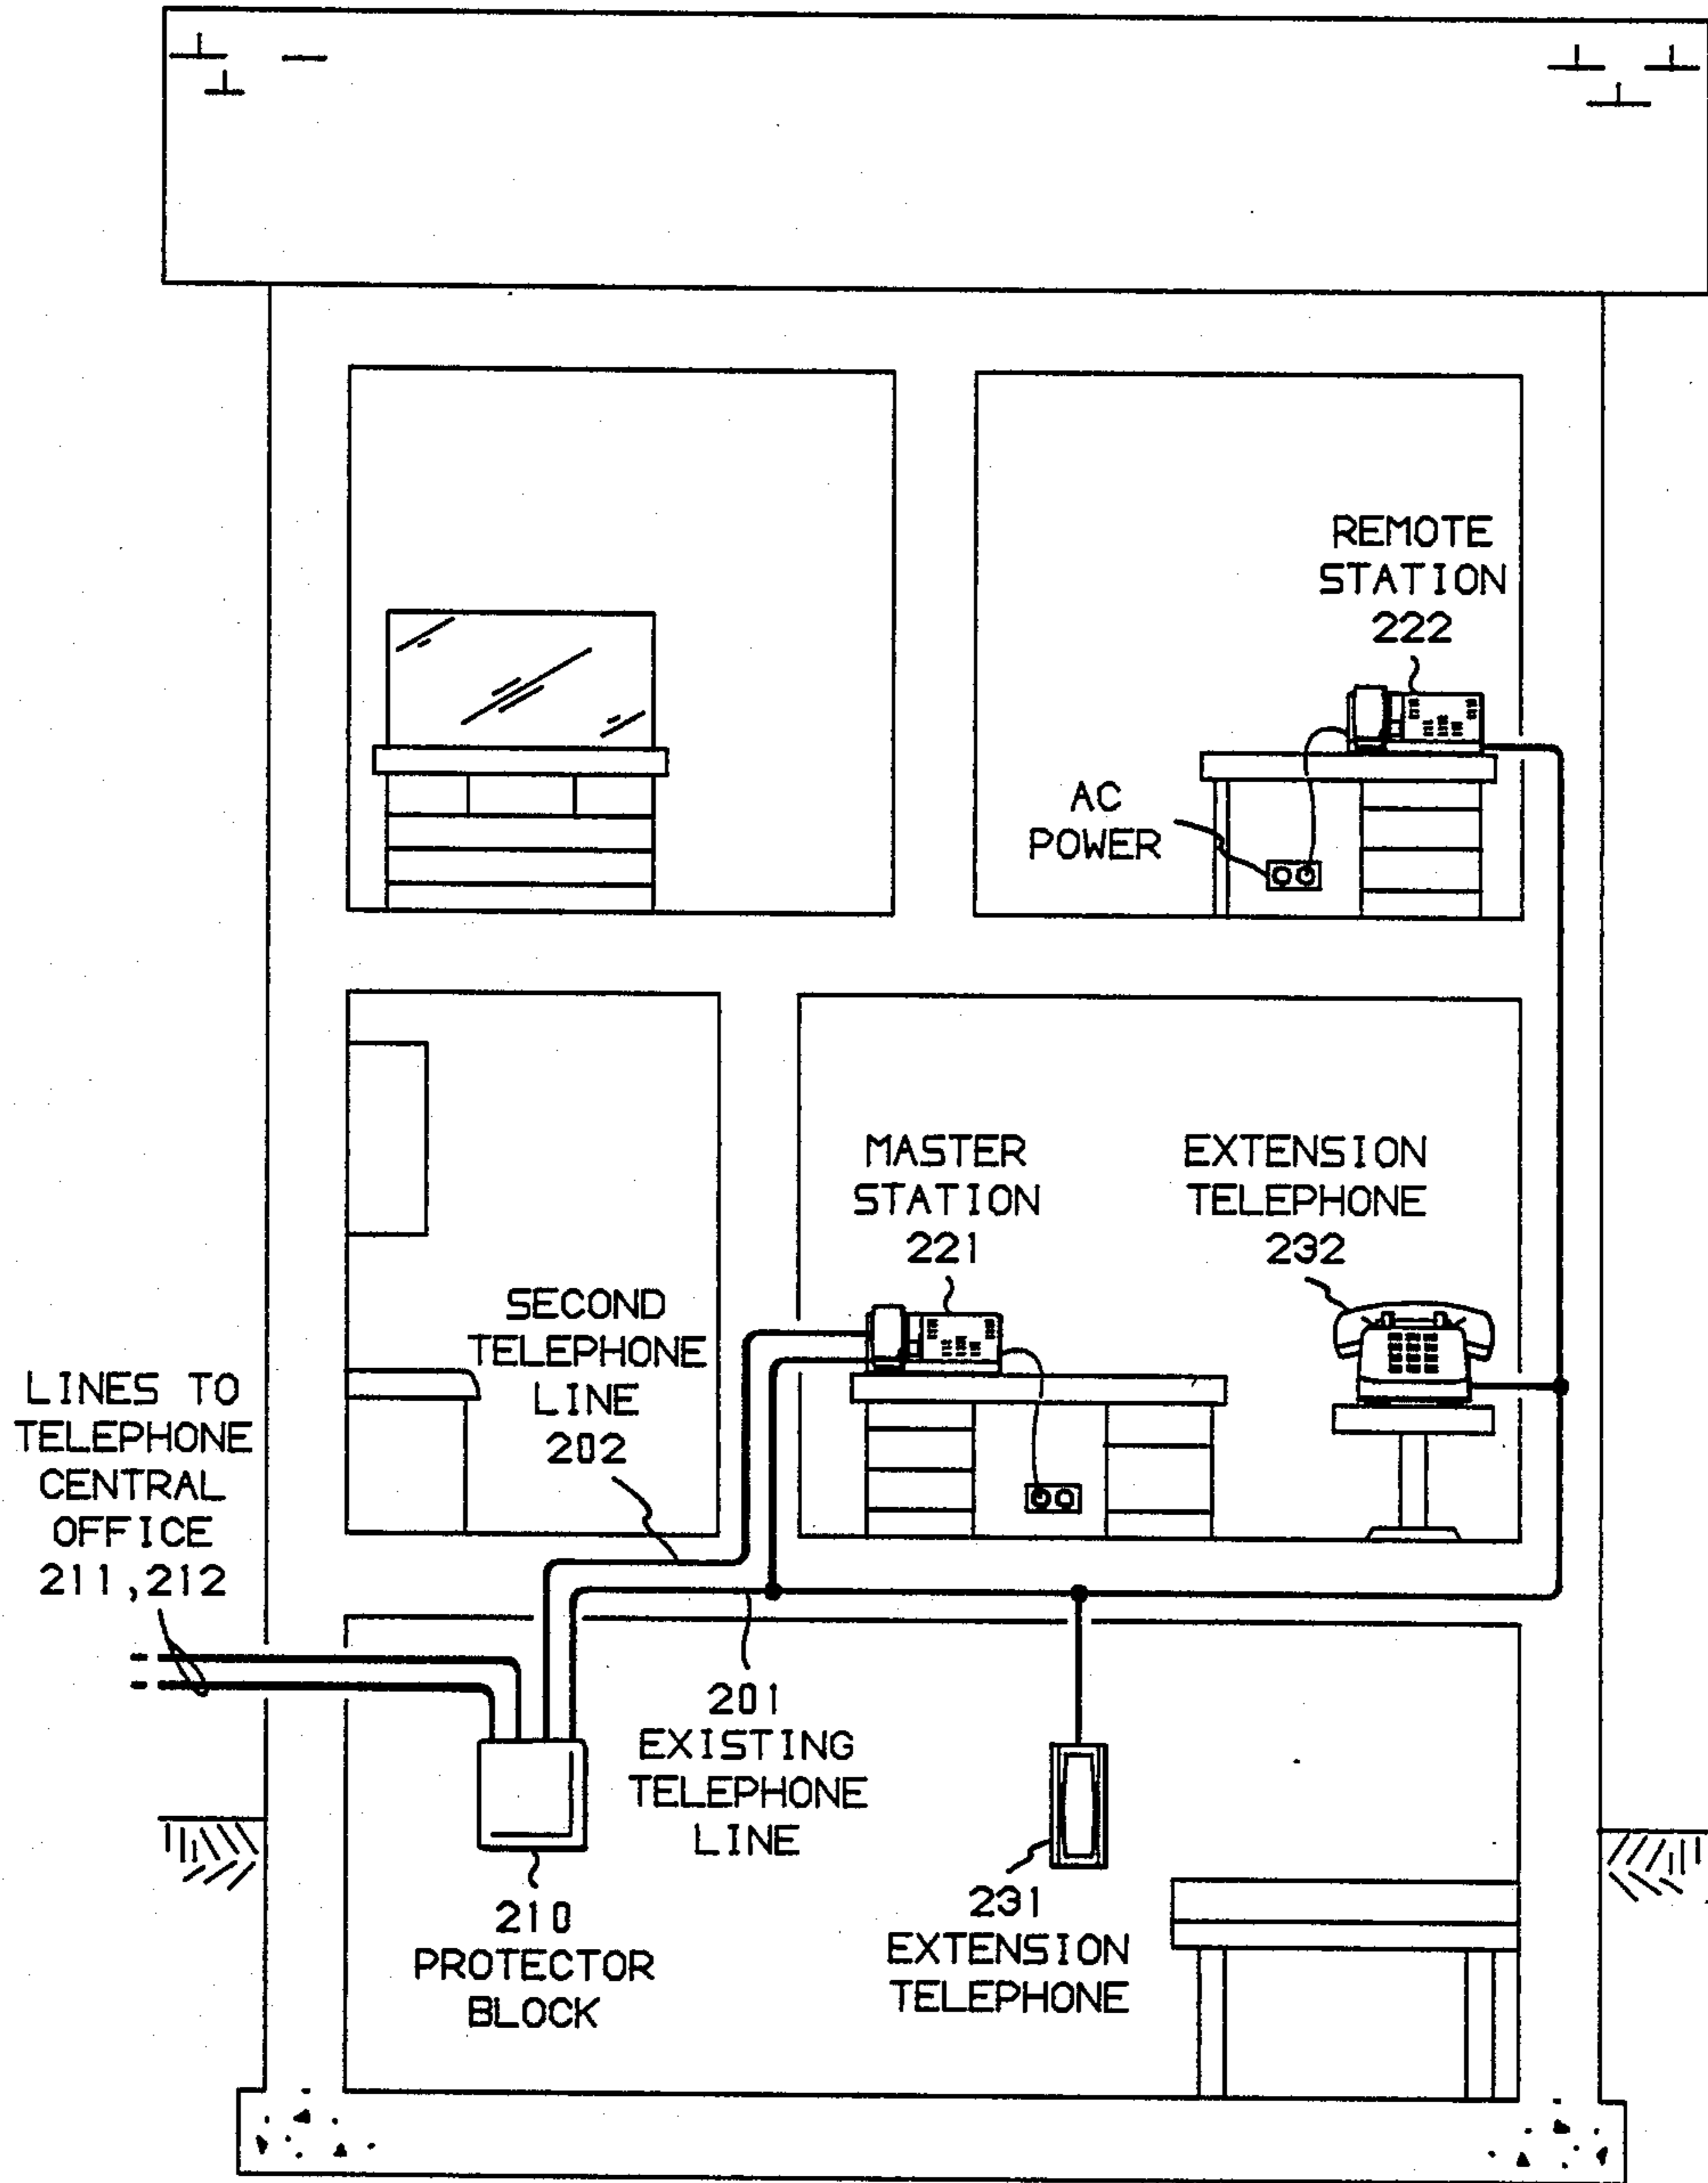 REMOTE
STATION
222
AC
POWER
MASTER
STATION
221
EXTENSION
TELEPHONE
232
SECOND
TELEPHONE
LINE
202
LINES TO
TELEPHONE
CENTRAL
OFFICE
211,212
201
EXISTING
TELEPHONE
LINE
210
PROTECTOR
BLOCK
231
EXTENSION
TELEPHONE